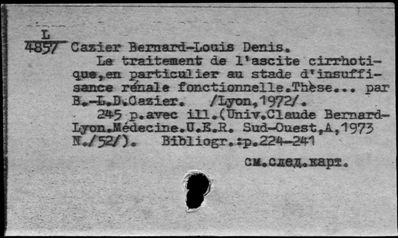 L
4857 Cazier Bernard-Louis Denis.
Le traitement de l'ascite cirrhoti-
que,en particulier au stade d'insuffi-
sance rénale fonctionnelle.Thèse... par
B.-L.D.Cazier. /Lyon,1972/.
245 p.avec ill.(Univ.Claude Bernard-
Lyon.Médecine.U.E.R. Sud-Ouest,A,1973
N./52/). Bibliogr.:p.224-241
см.след.карт.